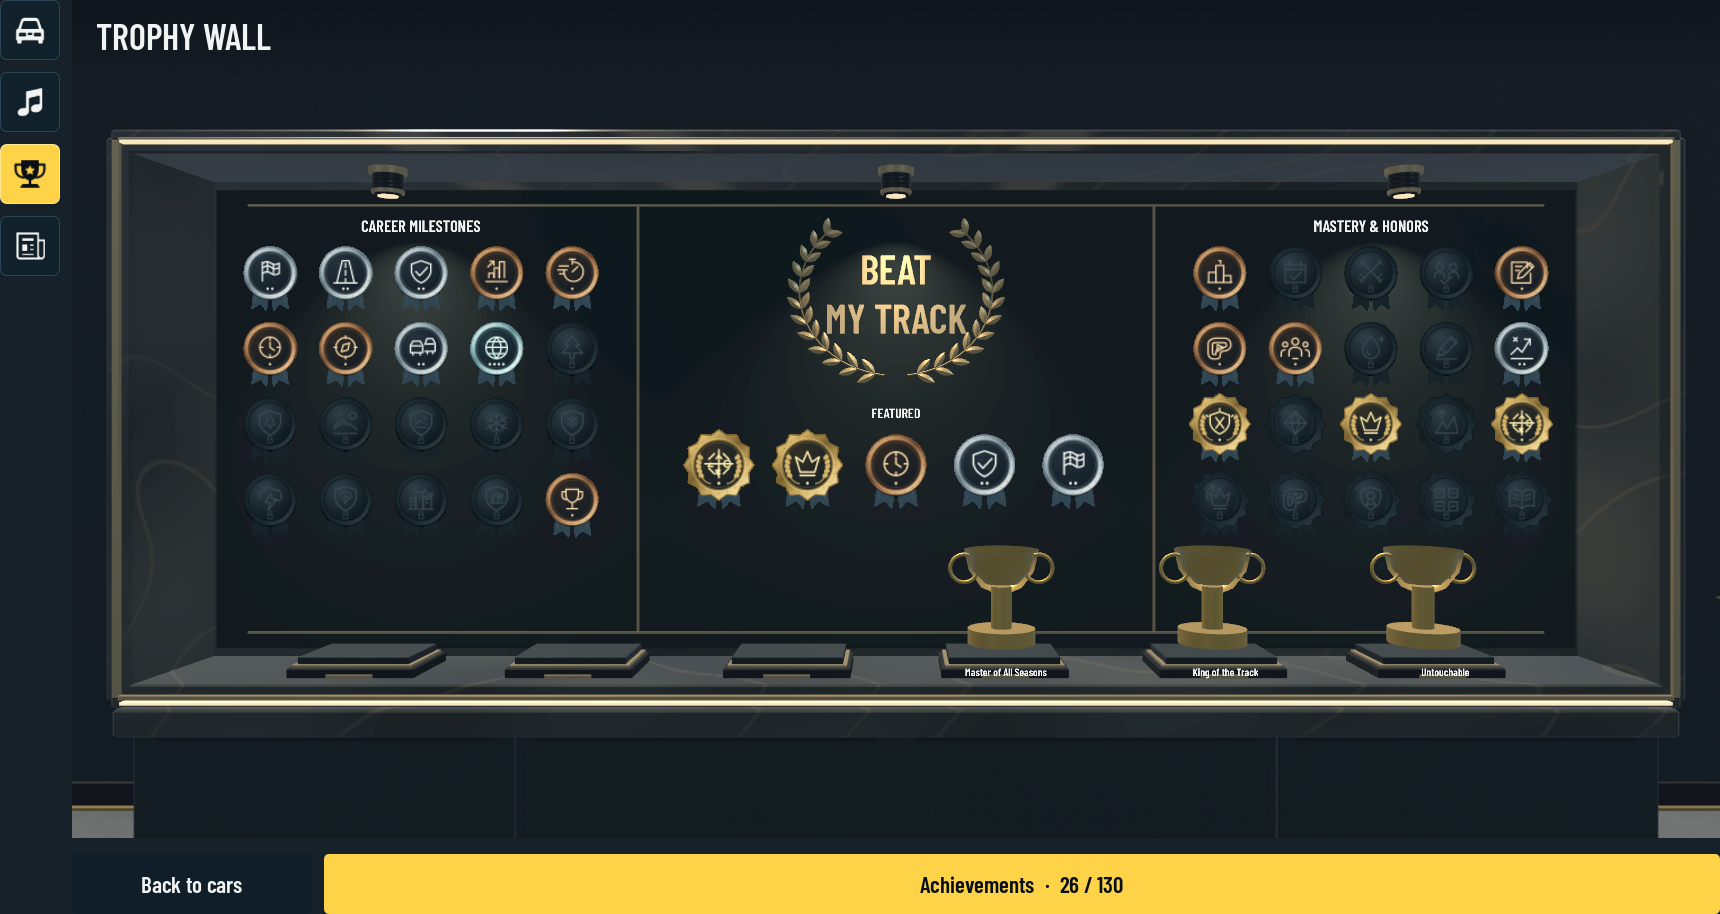 TROPHY WALL
CAREER MILESTONES
BEAT
MY TRACK
MASTERY & HONORS
FEATURED
Master of All Seasons
King of the Track
Untouchable
Back to cars
Achievements · 26 / 130